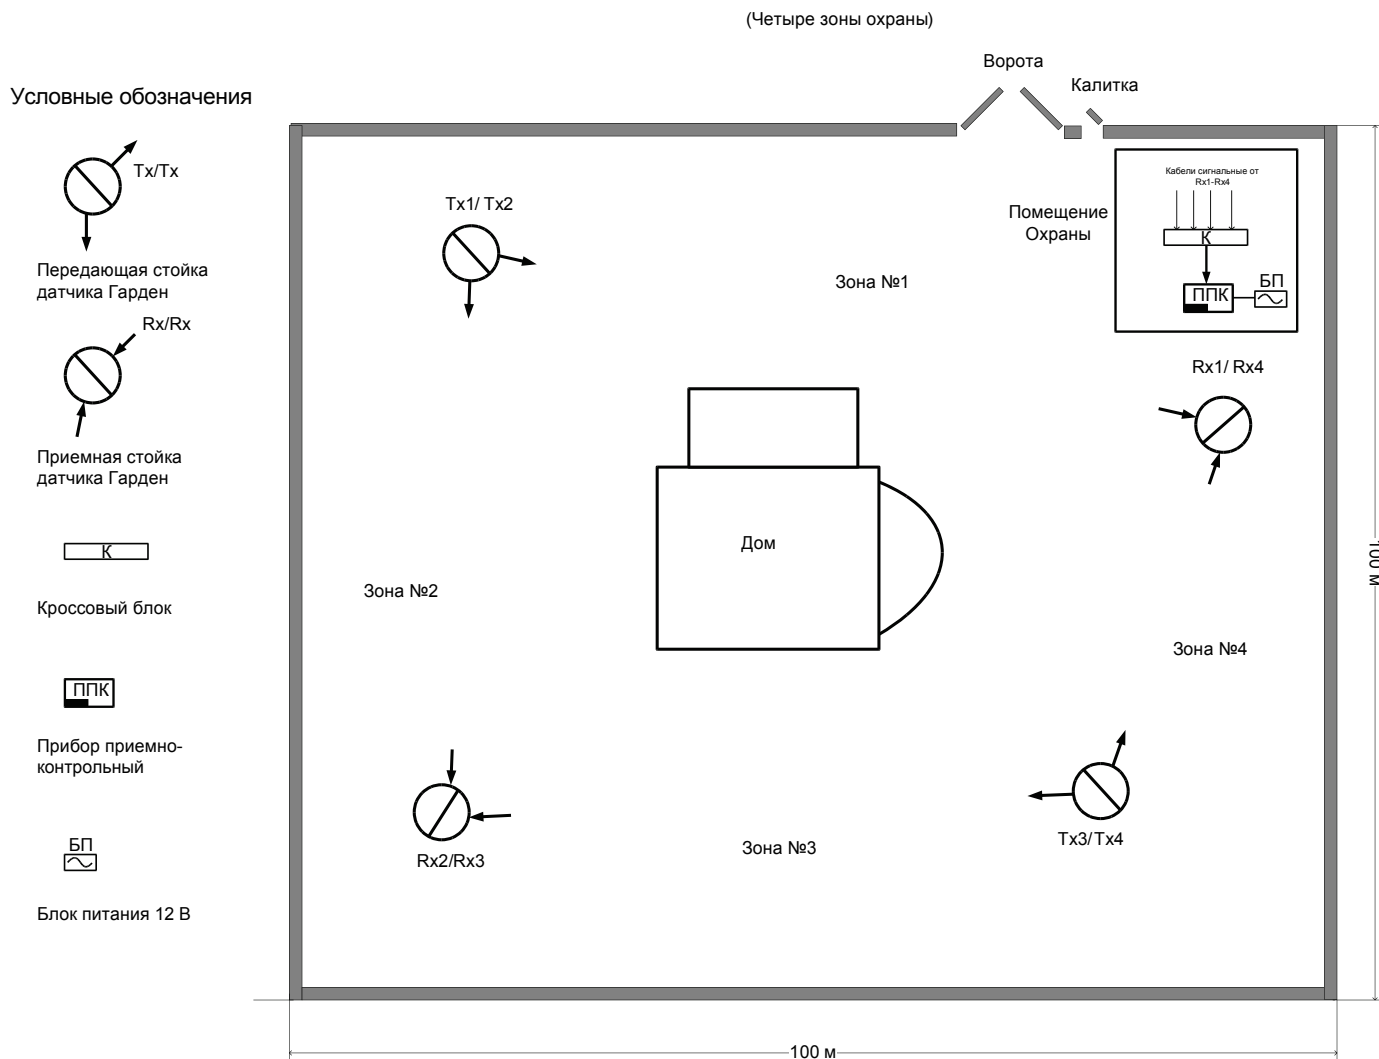 (Четыре зоны охраны)
Условные обозначения
Tx/Tx
Передающая стойка
датчика Гарден
Rx/Rx
Приемная стойка
датчика Гарден
К
Кроссовый блок
ППК
Прибор приемно-
контрольный
БП
Блок питания 12 В
Ворота
Калитка
Tx1/ Tx2
Зона №1
Помещение
Охраны
Кабели сигнальные от
Rx1-Rx4
К
ППК
БП
Rx1/ Rx4
Дом
Зона №2
Зона №4
100 м
Rx2/Rx3
Зона №3
Tx3/Tx4
100 м